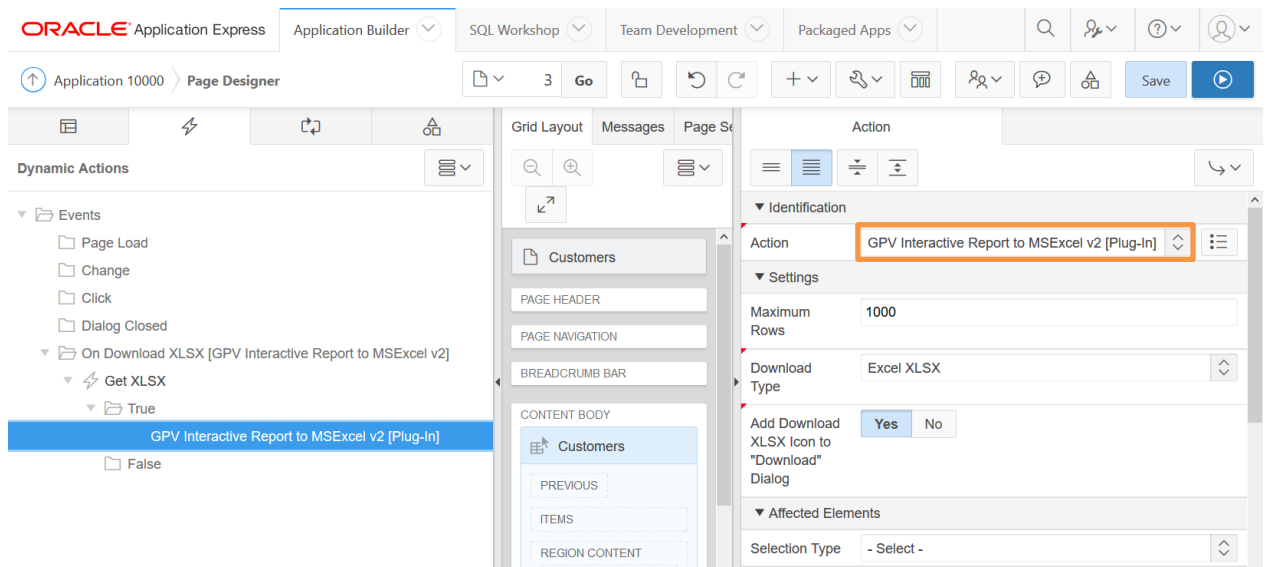 ORACLE Application Express
Application Builder
SQL Workshop
Team Development
Packaged Apps
Application 10000
Page Designer
3
Go
Save
Dynamic Actions
Events
Page Load
Change
Click
Dialog Closed
On Download XLSX [GPV Interactive Report to MSExcel v2]
Get XLSX
True
GPV Interactive Report to MSExcel v2 [Plug-In]
False
Grid Layout
Messages
Page Se
Customers
PAGE HEADER
PAGE NAVIGATION
BREADCRUMB BAR
CONTENT BODY
Customers
PREVIOUS
ITEMS
REGION CONTENT
Action
Identification
Action
GPV Interactive Report to MSExcel v2 [Plug-In]
Settings
Maximum
Rows
1000
Download
Type
Excel XLSX
Add Download
XLSX Icon to
"Download"
Dialog
Yes
No
Affected Elements
Selection Type
- Select -